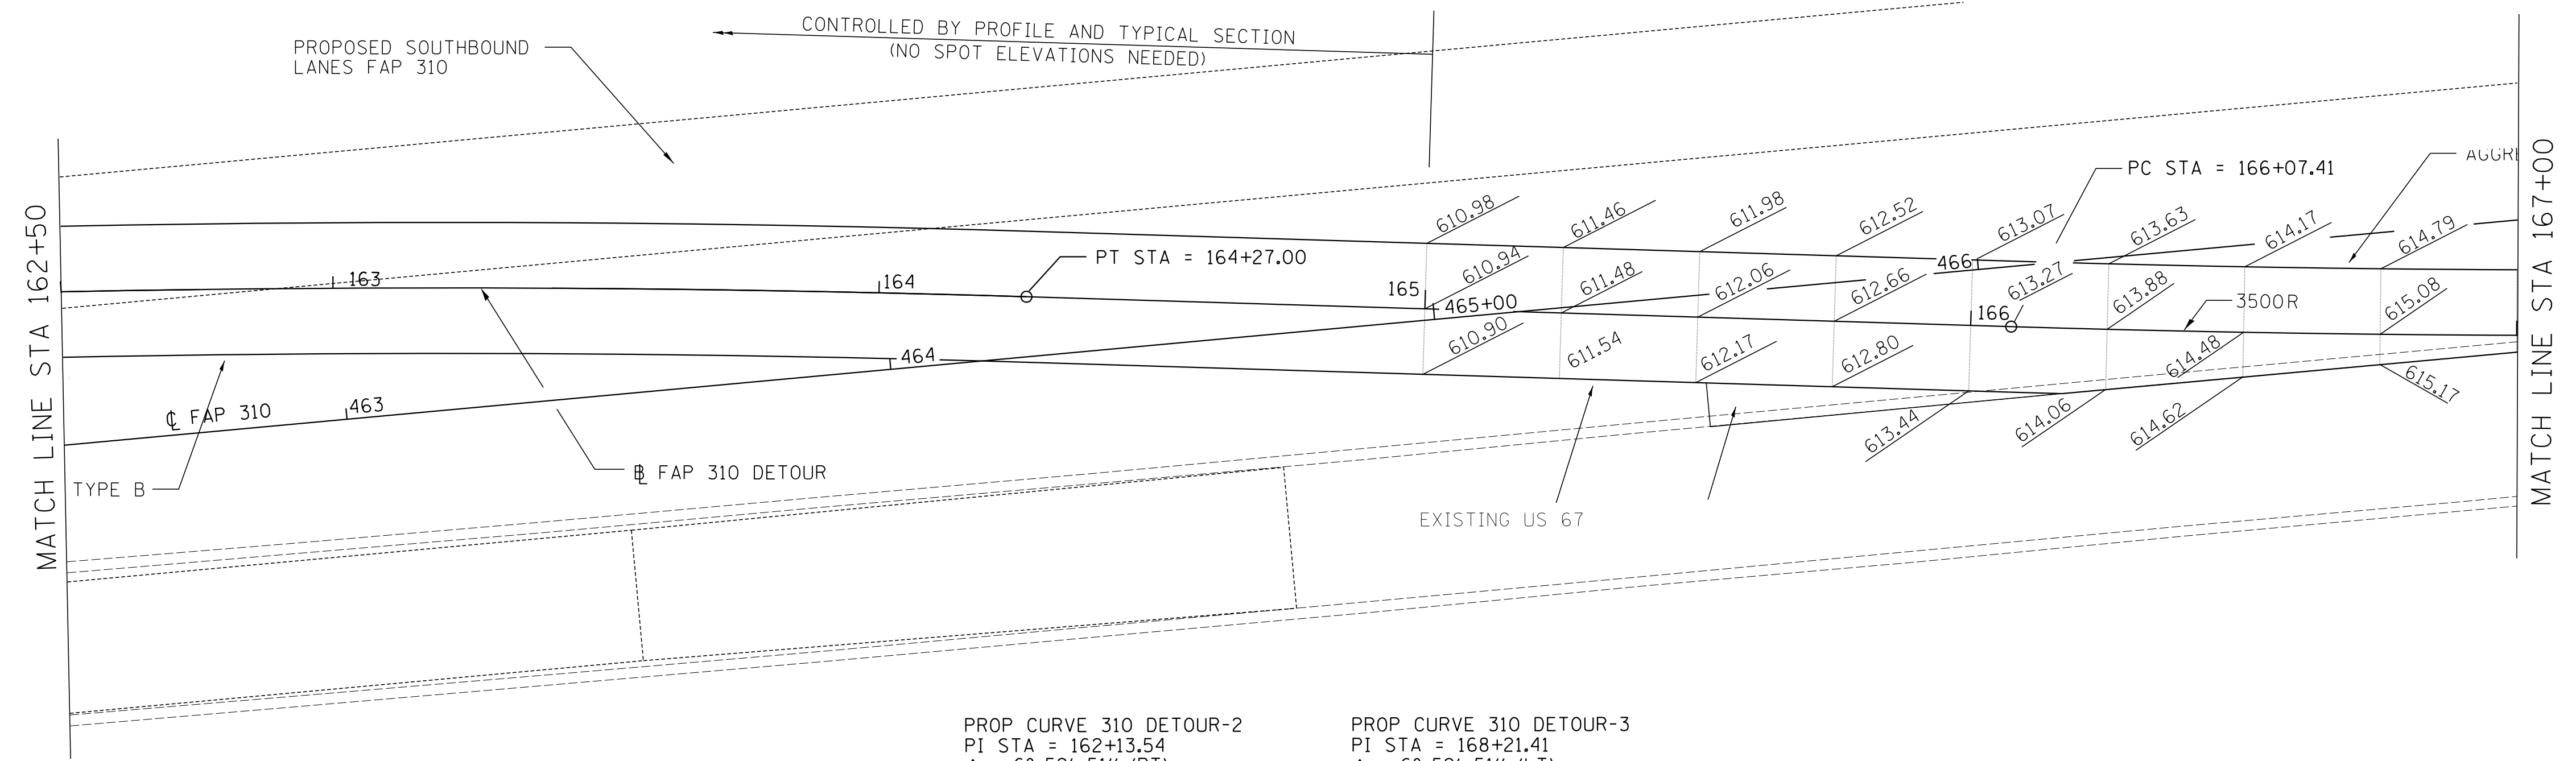 CONTROLLED BY PROFILE AND TYPICAL SECTION
(NO SPOT ELEVATIONS NEEDED)
PROPOSED SOUTHBOUND
LANES FAP 310
MATCH LINE STA 162+50
MATCH LINE STA 167+00
PC STA = 166+07.41
610.98
611.46
611.98
612.52
613.07
613.63
614.17
614.79
PT STA = 164+27.00
163
164
165
465+00
466
166
610.94
611.48
612.06
612.66
613.27
613.88
3500R
615.08
464
463
℄ FAP 310
610.90
611.54
612.17
612.80
613.44
614.06
614.48
614.62
615.17
TYPE B
BL FAP 310 DETOUR
EXISTING US 67
PROP CURVE 310 DETOUR-2
PI STA = 162+13.54
PROP CURVE 310 DETOUR-3
PI STA = 168+21.41